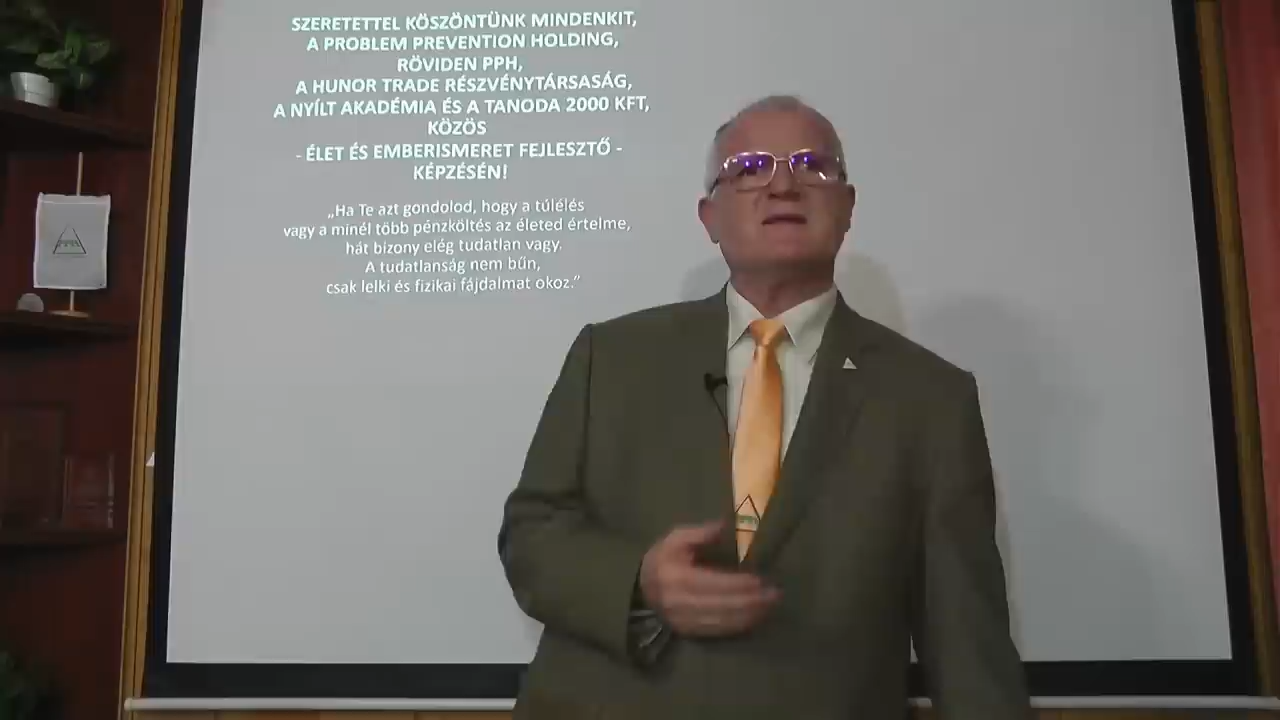 SZERETETTEL KÖSZÖNTÜNK MINDENKIT,
A PROBLEM PREVENTION HOLDING,
RÖVIDEN PPH,
A HUNOR TRADE RÉSZVÉNYTÁRSASÁG,
A NYÍLT AKADÉMIA ÉS A TANODA 2000 KFT,
KÖZÖS
- ÉLET ÉS EMBERISMERET FEJLESZTŐ -
KÉPZÉSÉN!
„Ha Te azt gondolod, hogy a túlélés
vagy a minél több pénzköltés az életed értelme,
hát bizony elég tudatlan vagy.
A tudatlanság nem bűn,
csak lelki és fizikai fájdalmat okoz.”